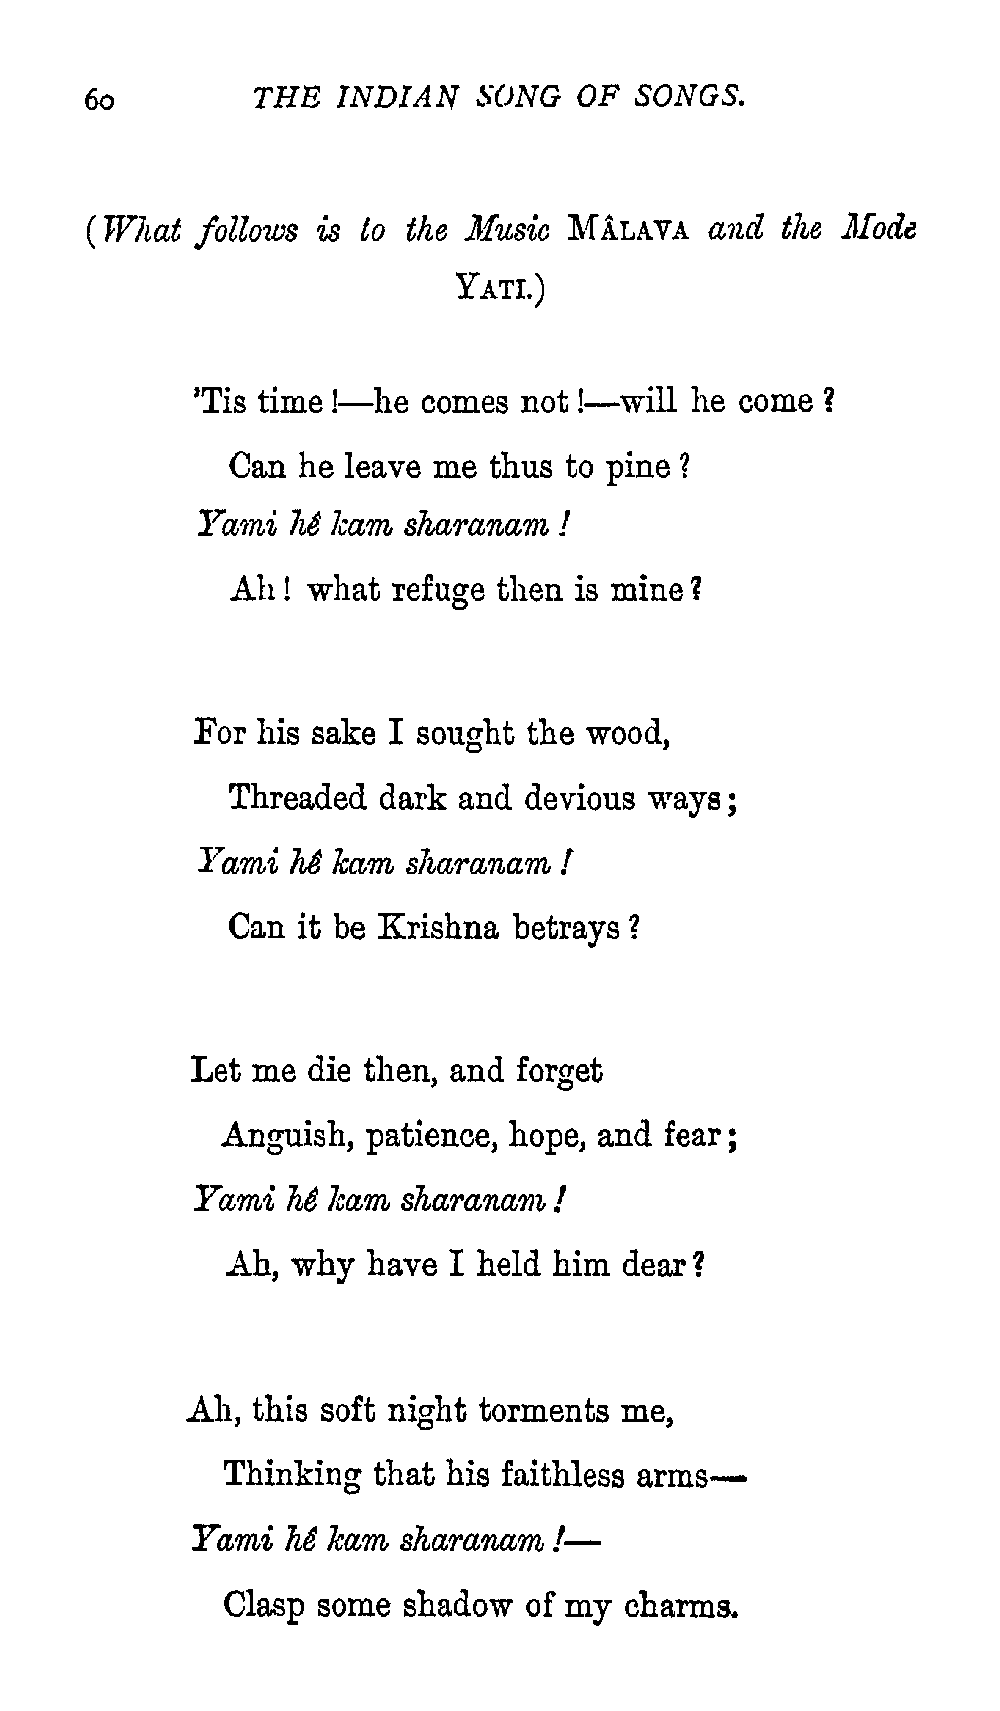 60 THE INDIAN SONG OF SONGS.
(What follows is to the Music MÂLAVA and the Mode
YATI.)
'Tis time!—he comes not!—will he come?
Can he leave me thus to pine?
Yami hê kam sharanam!
Ah! what refuge then is mine?
For his sake I sought the wood,
Threaded dark and devious ways;
Yami hê kam sharanam!
Can it be Krishna betrays?
Let me die then, and forget
Anguish, patience, hope, and fear;
Yami hê kam sharanam!
Ah, why have I held him dear?
Ah, this soft night torments me,
Thinking that his faithless arms—
Yami hê kam sharanam!—
Clasp some shadow of my charms.